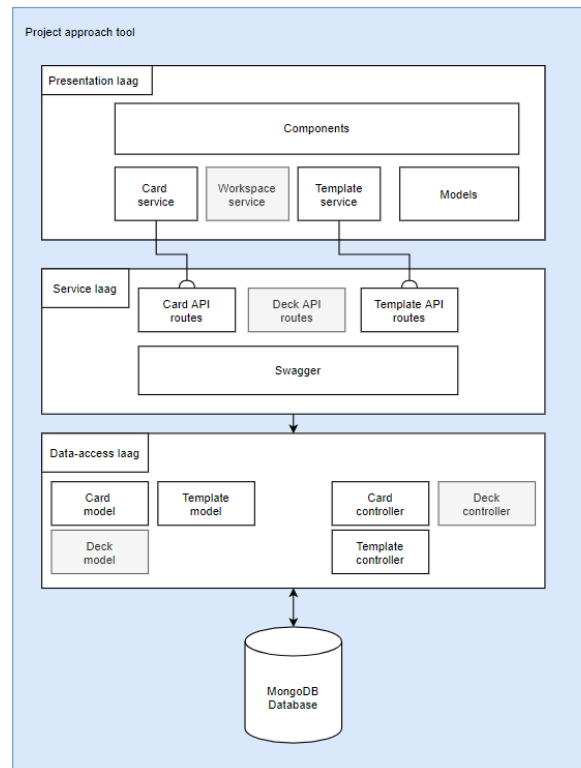 Project approach tool
Presentation laag
Components
Card
service
Workspace
service
Template
service
Models
Service laag
Card API
routes
Deck API
routes
Template API
routes
Swagger
Data-access laag
Card
model
Template
model
Card
controller
Deck
controller
Deck
model
Template
controller
MongoDB
Database